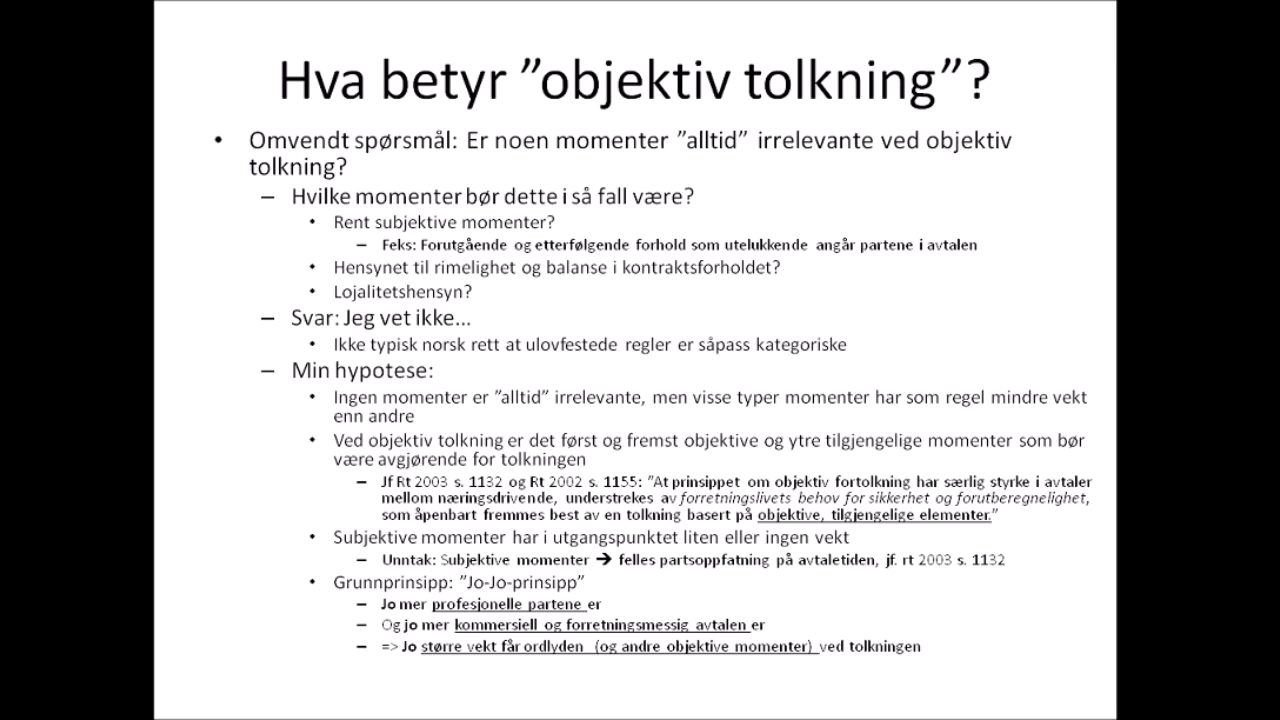 Hva betyr ”objektiv tolkning”?
• Omvendt spørsmål: Er noen momenter ”alltid” irrelevante ved objektiv
tolkning?
– Hvilke momenter bør dette i så fall være?
• Rent subjektive momenter?
– Feks: Forutgående og etterfølgende forhold som utelukkende angår partene i avtalen
• Hensynet til rimelighet og balanse i kontraktsforholdet?
• Lojalitetshensyn?
– Svar: Jeg vet ikke...
• Ikke typisk norsk rett at ulovfestede regler er såpass kategoriske
– Min hypotese:
• Ingen momenter er ”alltid” irrelevante, men visse typer momenter har som regel mindre vekt
enn andre
• Ved objektiv tolkning er det først og fremst objektive og ytre tilgjengelige momenter som bør
være avgjørende for tolkningen
– Jf Rt 2003 s. 1132 og Rt 2002 s. 1155: ”At prinsippet om objektiv fortolkning har særlig styrke i avtaler
mellom næringsdrivende, understrekes av forretningslivets behov for sikkerhet og forutberegnelighet,
som åpenbart fremmes best av en tolkning basert på objektive, tilgjengelige elementer.”
• Subjektive momenter har i utgangspunktet liten eller ingen vekt
– Unntak: Subjektive momenter ➔ felles partsoppfatning på avtaletiden, jf. rt 2003 s. 1132
• Grunnprinsipp: ”Jo-Jo-prinsipp”
– Jo mer profesjonelle partene er
– Og jo mer kommersiell og forretningsmessig avtalen er
– => Jo større vekt får ordlyden (og andre objektive momenter) ved tolkningen